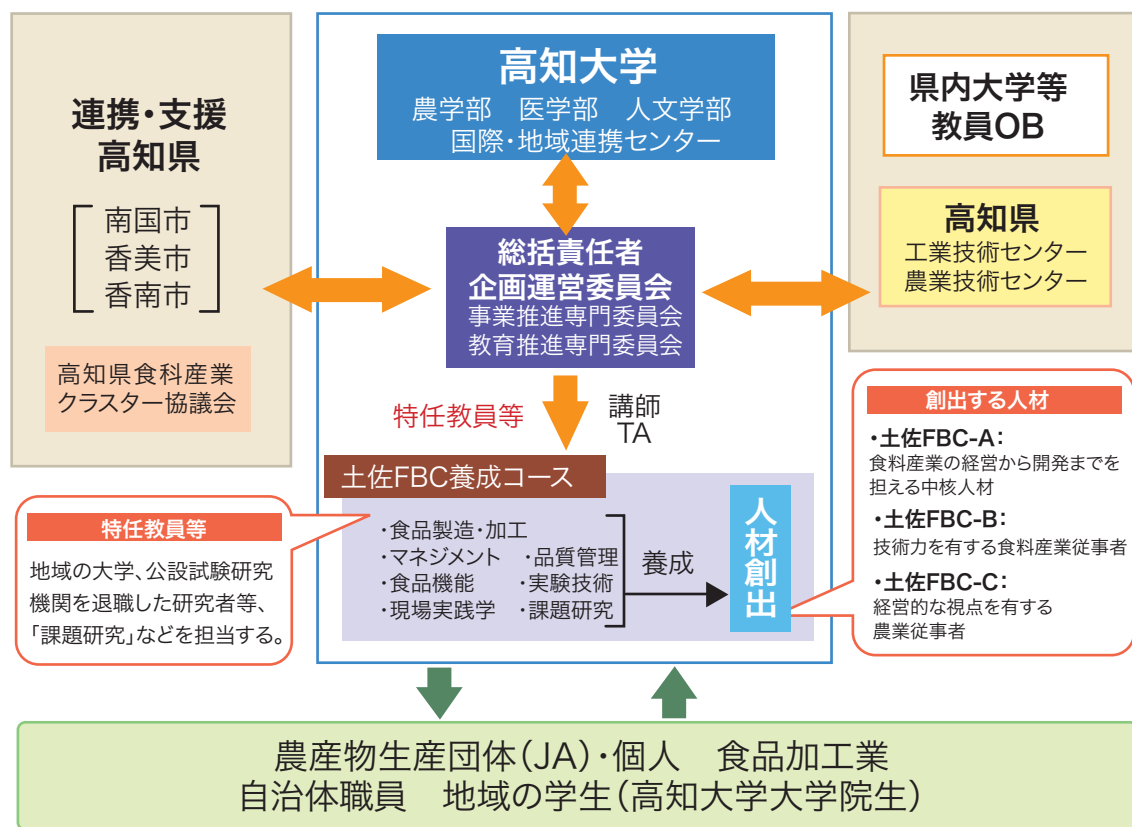 連携・支援
高知県
南国市
香美市
香南市
高知県食科産業
クラスター協議会
高知大学
農学部　医学部　人文学部
国際・地域連携センター
総括責任者
企画運営委員会
事業推進専門委員会
教育推進専門委員会
県内大学等
教員OB
高知県
工業技術センター
農業技術センター
特任教員等
講師
TA
土佐FBC養成コース
・食品製造・加工
・マネジメント　・品質管理
・食品機能　・実験技術
・現場実践学　・課題研究
養成
人材創出
特任教員等
地域の大学、公設試験研究
機関を退職した研究者等、
「課題研究」などを担当する。
創出する人材
・土佐FBC-A：
食料産業の経営から開発までを
担える中核人材
・土佐FBC-B：
技術力を有する食料産業従事者
・土佐FBC-C：
経営的な視点を有する
農業従事者
農産物生産団体(JA)・個人　食品加工業
自治体職員　地域の学生(高知大学大学院生)